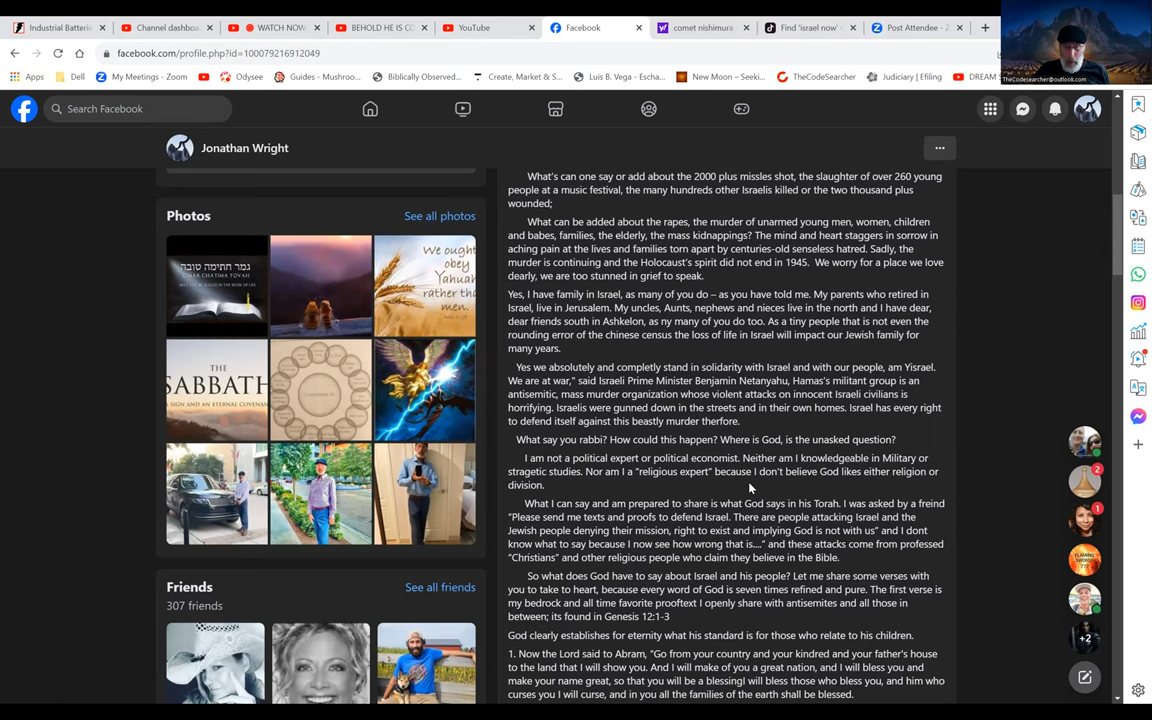 Industrial Batterie
Channel dashboa
WATCH NOW
BEHOLD HE IS CO
YouTube
Facebook
comet nishimura
Find 'israel now'
Post Attendee - Z
facebook.com/profile.php?id=100079216912049
TheCodesearcher@outlook.com
Apps
Dell
My Meetings - Zoom
Odysee
Guides - Mushroo...
Biblically Observed...
Create, Market & S...
Luis B. Vega - Escha...
New Moon – Seeki...
TheCodeSearcher
Judiciary | Efiling
DREAM
Search Facebook
Jonathan Wright
Photos
See all photos
גמר חתימה טובה
We ought
obey
Yahuah
rather tha
men.
THE
SABBATH
A SIGN AND AN ETERNAL COVENANT
Friends
See all friends
307 friends
What's can one say or add about the 2000 plus missles shot, the slaughter of over 260 young
people at a music festival, the many hundreds other Israelis killed or the two thousand plus
wounded;
What can be added about the rapes, the murder of unarmed young men, women, children
and babes, families, the elderly, the mass kidnappings? The mind and heart staggers in sorrow in
aching pain at the lives and families torn apart by centuries-old senseless hatred. Sadly, the
murder is continuing and the Holocaust's spirit did not end in 1945. We worry for a place we love
dearly, we are too stunned in grief to speak.
Yes, I have family in Israel, as many of you do – as you have told me. My parents who retired in
Israel, live in Jerusalem. My uncles, Aunts, nephews and nieces live in the north and I have dear,
dear friends south in Ashkelon, as ny many of you do too. As a tiny people that is not even the
rounding error of the chinese census the loss of life in Israel will impact our Jewish family for
many years.
Yes we absolutely and completly stand in solidarity with Israel and with our people, am Yisrael.
We are at war," said Israeli Prime Minister Benjamin Netanyahu, Hamas's militant group is an
antisemitic, mass murder organization whose violent attacks on innocent Israeli civilians is
horrifying. Israelis were gunned down in the streets and in their own homes. Israel has every right
to defend itself against this beastly murder therfore.
What say you rabbi? How could this happen? Where is God, is the unasked question?
I am not a political expert or political economist. Neither am I knowledgeable in Military or
stragetic studies. Nor am I a "religious expert" because I don't believe God likes either religion or
division.
What I can say and am prepared to share is what God says in his Torah. I was asked by a freind
"Please send me texts and proofs to defend Israel. There are people attacking Israel and the
Jewish people denying their mission, right to exist and implying God is not with us" and I dont
know what to say because I now see how wrong that is...." and these attacks come from professed
"Christians" and other religious people who claim they believe in the Bible.
So what does God have to say about Israel and his people? Let me share some verses with
you to take to heart, because every word of God is seven times refined and pure. The first verse is
my bedrock and all time favorite prooftext I openly share with antisemites and all those in
between; its found in Genesis 12:1-3
God clearly establishes for eternity what his standard is for those who relate to his children.
1. Now the Lord said to Abram, "Go from your country and your kindred and your father's house
to the land that I will show you. And I will make of you a great nation, and I will bless you and
make your name great, so that you will be a blessingI will bless those who bless you, and him who
curses you I will curse, and in you all the families of the earth shall be blessed.
2
1
+2